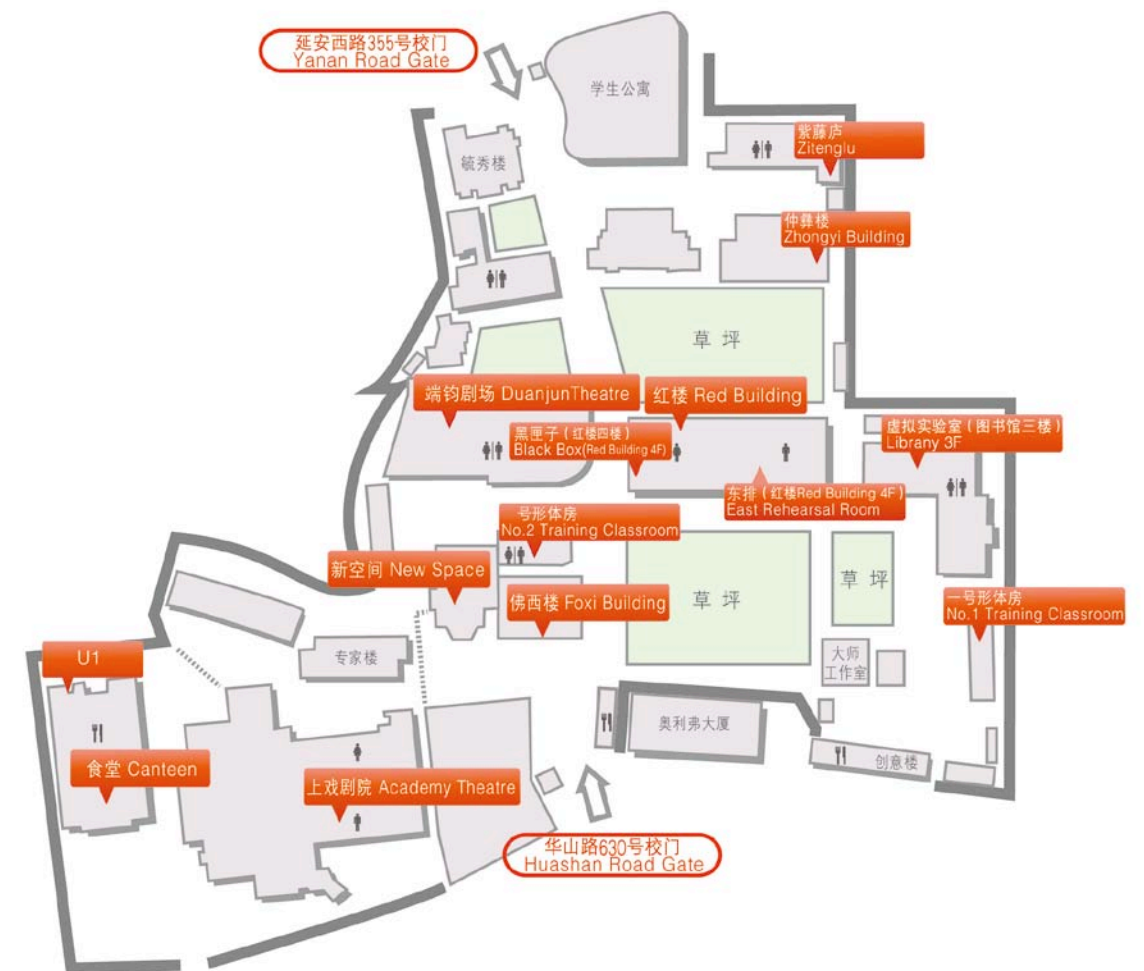 延安西路355号校门
Yanan Road Gate
学生公寓
紫藤庐
Zitenglu
毓秀楼
仲彝楼
Zhongyi Building
草坪
端钧剧场 DuanjunTheatre
红楼 Red Building
黑匣子（红楼四楼）
Black Box(Red Building 4F)
虚拟实验室（图书馆三楼）
Librany 3F
东排（红楼Red Building 4F）
East Rehearsal Room
号形体房
No.2 Training Classroom
新空间 New Space
佛西楼 Foxi Building
草坪
草坪
一号形体房
No.1 Training Classroom
U1
专家楼
大师
工作室
奥利弗大厦
食堂 Canteen
上戏剧院 Academy Theatre
创意楼
华山路630号校门
Huashan Road Gate